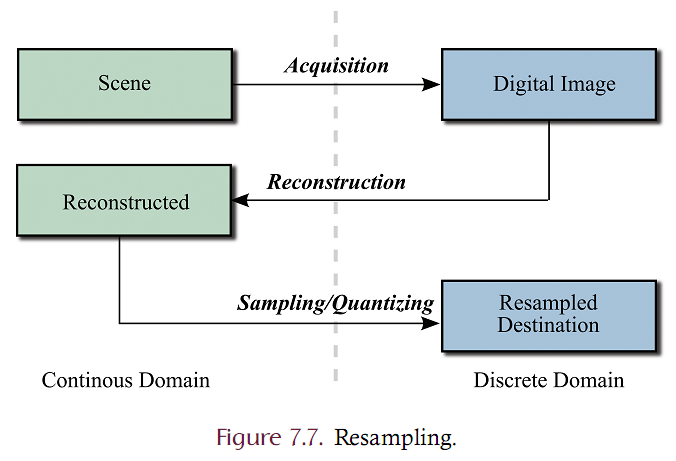 Scene
Acquisition
Digital Image
Reconstruction
Reconstructed
Sampling/Quantizing
Resampled
Destination
Continous Domain
Discrete Domain
Figure 7.7. Resampling.